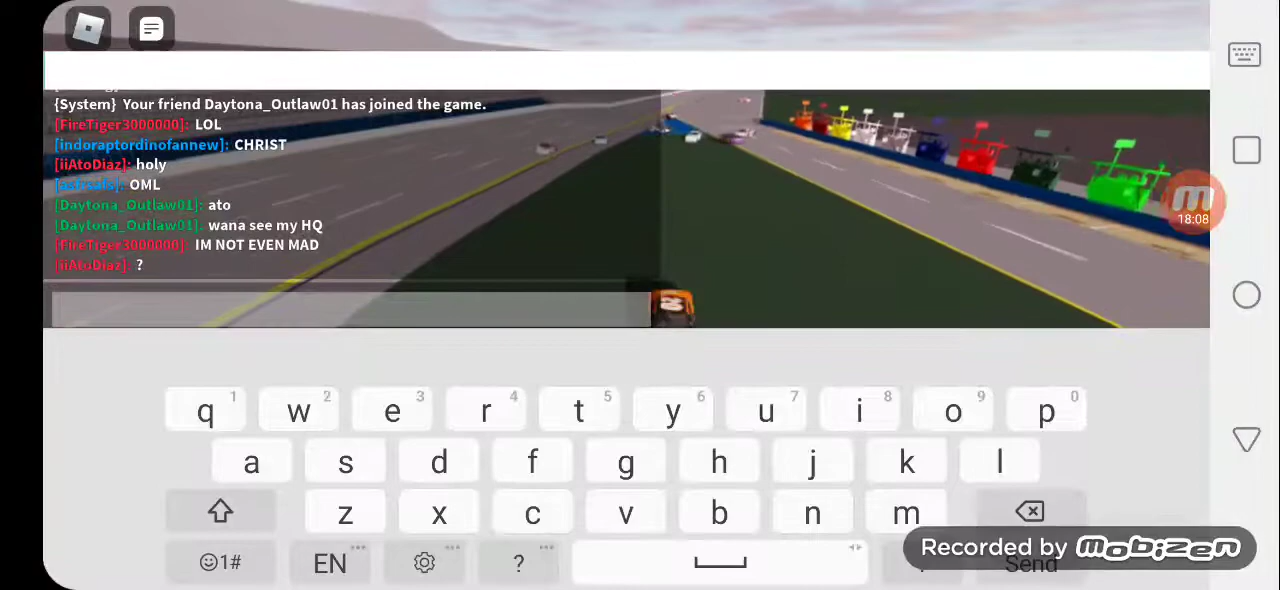 {System} Your friend Daytona_Outlaw01 has joined the game.
[FireTiger3000000]: LOL
[indoraptordinofannew]: CHRIST
[iiAtoDiaz]: holy
OML
[Daytona_Outlaw01]: ato
[Daytona_Outlaw01]: wana see my HQ
[FireTiger3000000]: IM NOT EVEN MAD
[iiAtoDiaz]: ?
M
18:08
q 1 w 2 e 3 r 4 t 5 y 6 u 7 i 8 o 9 p 0
a s d f g h j k l
z x c v b n m
1# EN ? Send
Recorded by mobizen